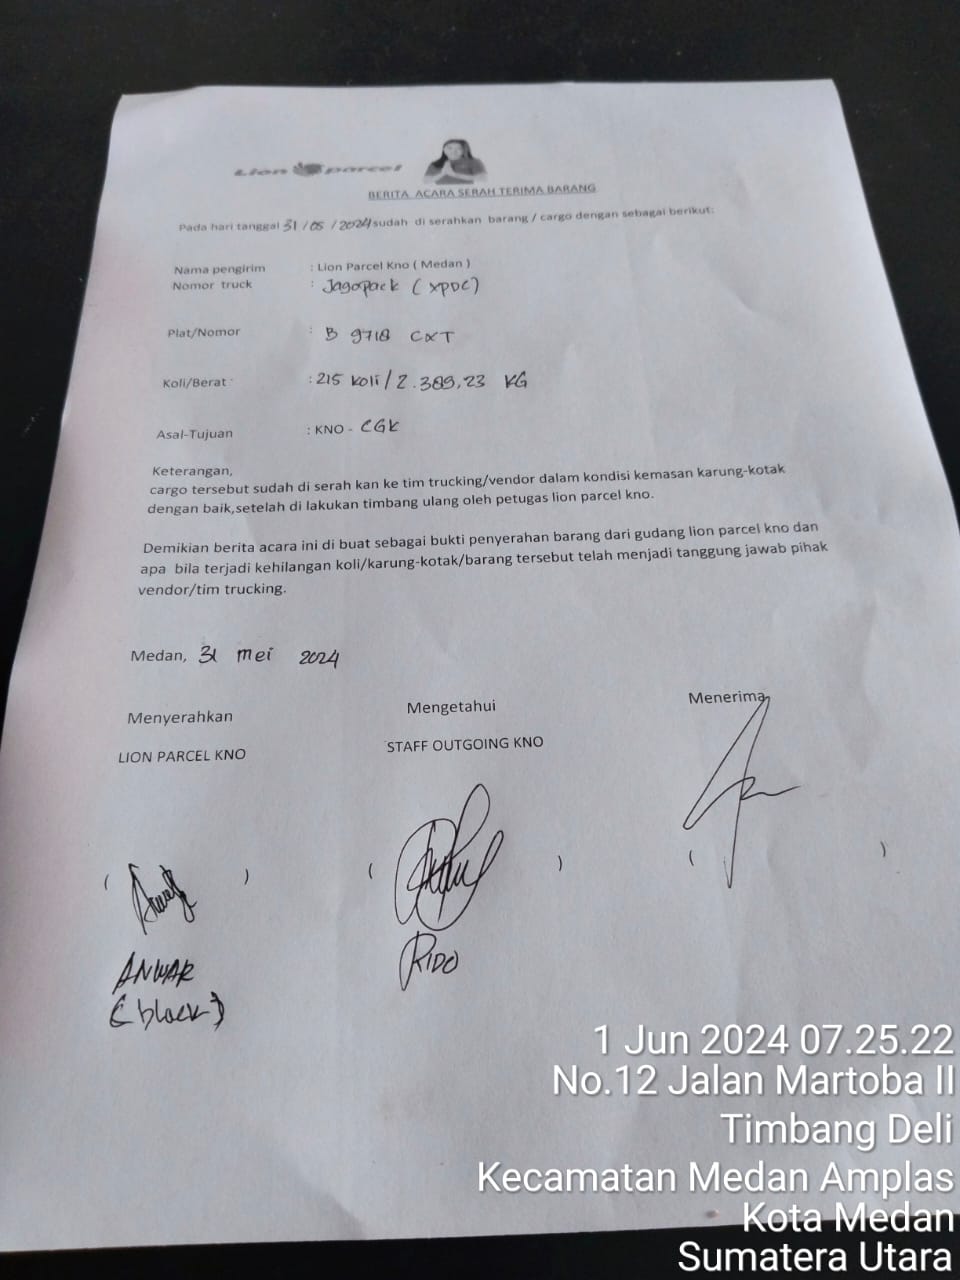 Lion parcel
BERITA ACARA SERAH TERIMA BARANG
Pada hari tanggal 31 /05 /2024 sudah di serahkan barang / cargo dengan sebagai berikut:
Nama pengirim : Lion Parcel Kno ( Medan )
Nomor truck : Jagopack ( XPDC)
Plat/Nomor : B 9718 CXT
Koli/Berat : 215 koli / 2.389,23 KG
Asal-Tujuan : KNO - CGK
Keterangan,
cargo tersebut sudah di serah kan ke tim trucking/vendor dalam kondisi kemasan karung-kotak
dengan baik,setelah di lakukan timbang ulang oleh petugas lion parcel kno.
Demikian berita acara ini di buat sebagai bukti penyerahan barang dari gudang lion parcel kno dan
apa bila terjadi kehilangan koli/karung-kotak/barang tersebut telah menjadi tanggung jawab pihak
vendor/tim trucking.
Medan, 31 mei 2024
Menyerahkan Mengetahui Menerima
LION PARCEL KNO STAFF OUTGOING KNO
( ) ( ) ( )
ANWAR RIDO
(black)
1 Jun 2024 07.25.22
No.12 Jalan Martoba II
Timbang Deli
Kecamatan Medan Amplas
Kota Medan
Sumatera Utara